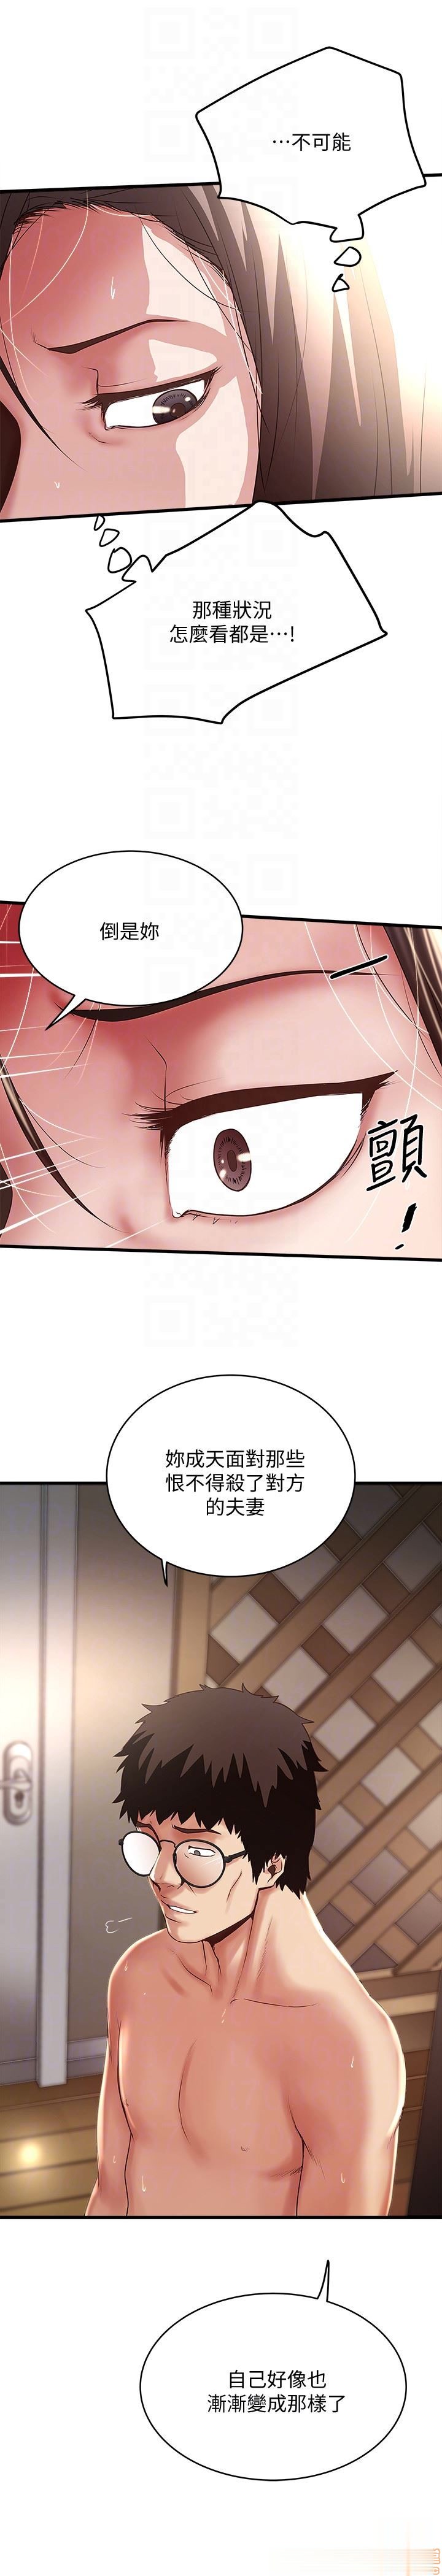 …不可能
那種狀況
怎麼看都是…!
倒是妳
顫!
妳成天面對那些
恨不得殺了對方
的夫妻
自己好像也
漸漸變成那樣了